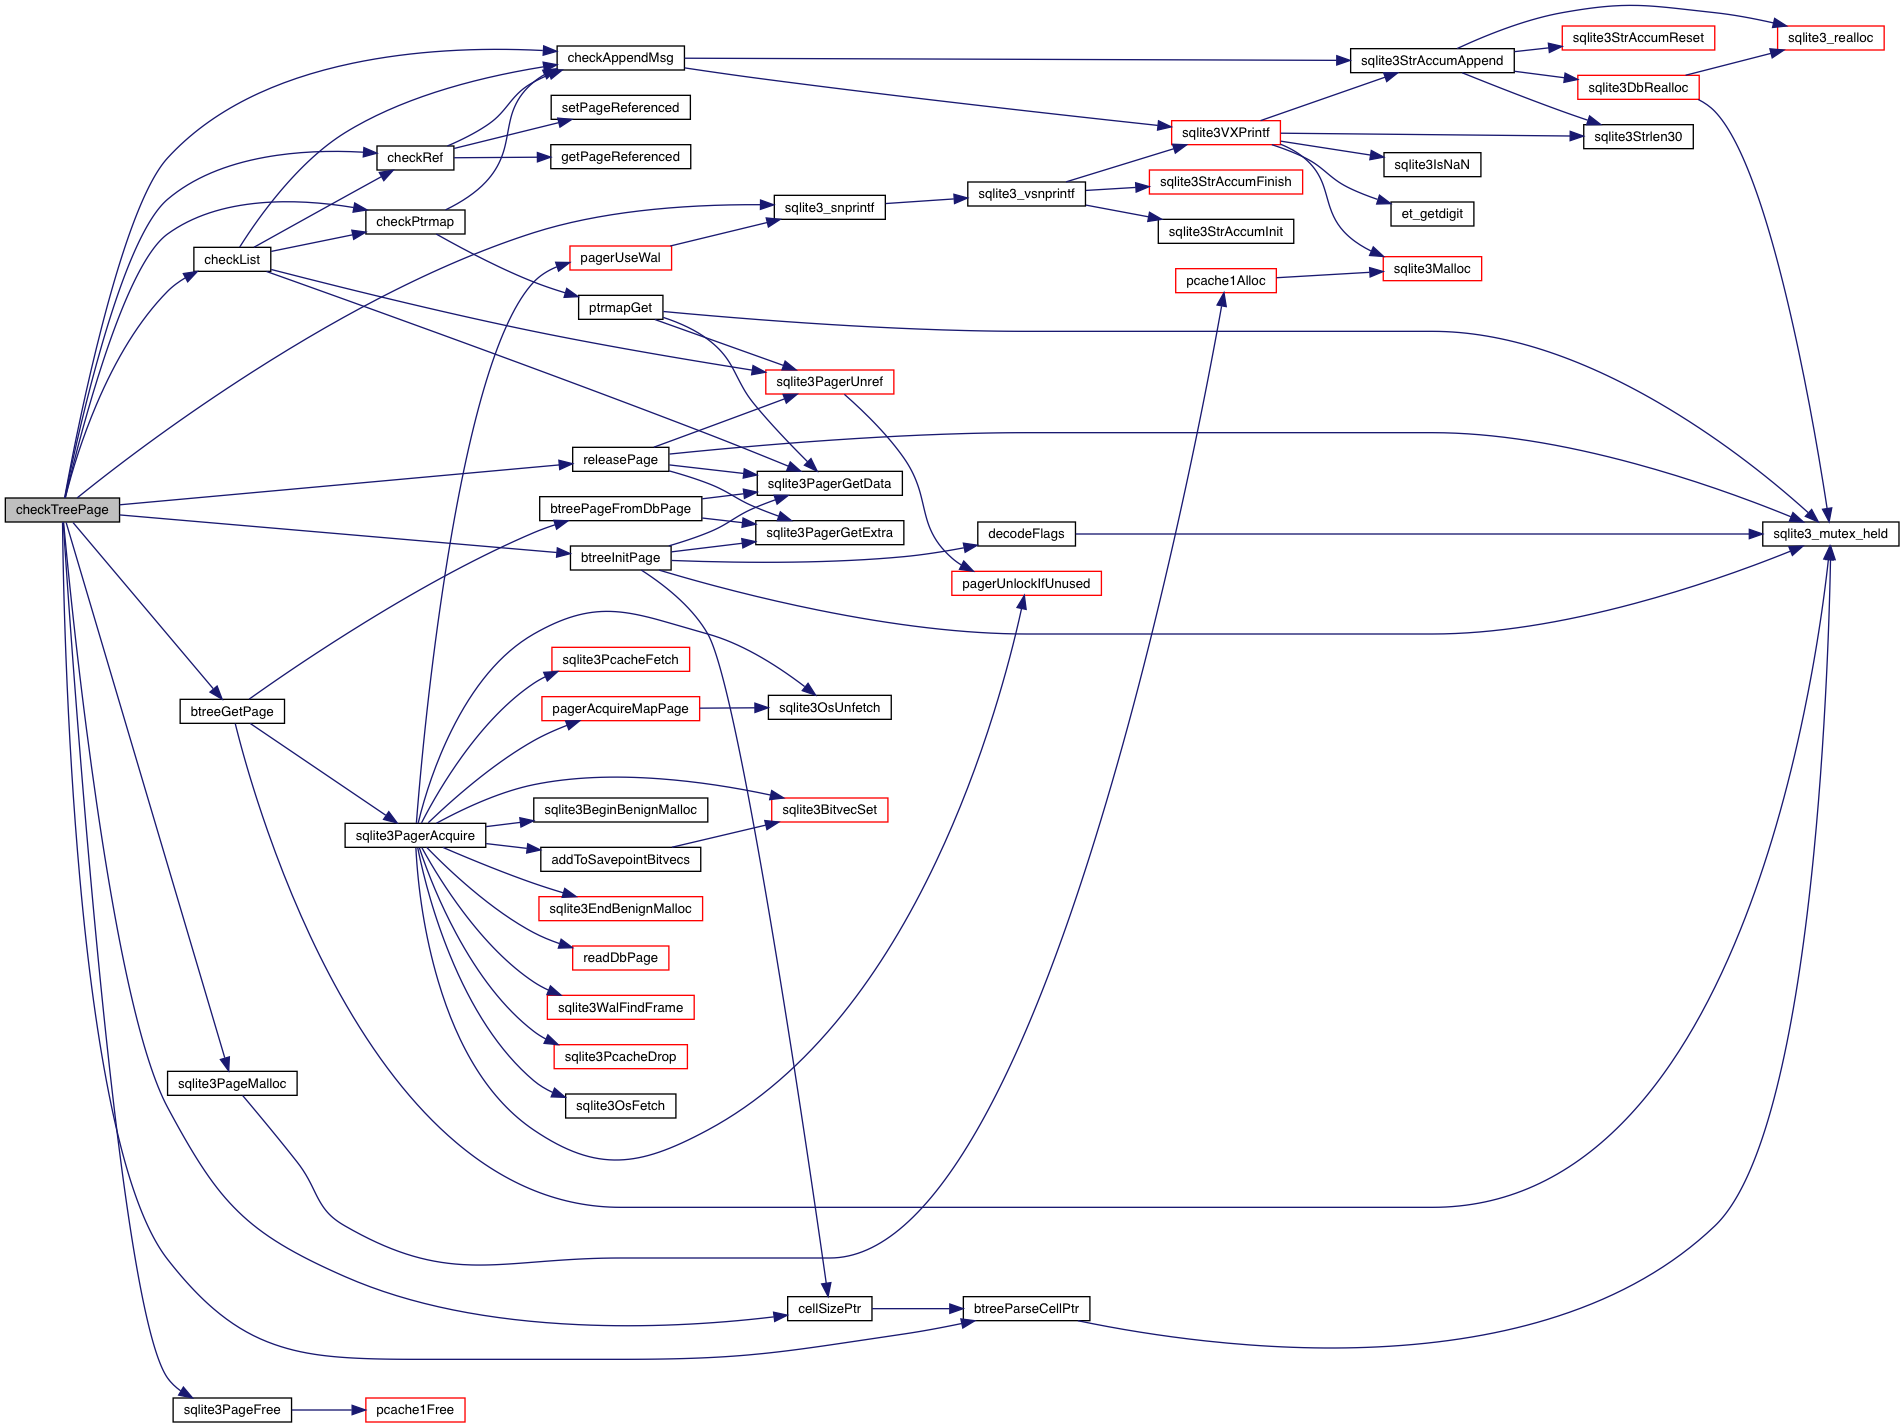 checkAppendMsg
sqlite3StrAccumAppend
sqlite3StrAccumReset
sqlite3_realloc
sqlite3DbRealloc
setPageReferenced
sqlite3VXPrintf
sqlite3Strlen30
checkRef
getPageReferenced
sqlite3IsNaN
sqlite3_vsnprintf
sqlite3StrAccumFinish
checkPtrmap
sqlite3_snprintf
et_getdigit
sqlite3StrAccumInit
checkList
pagerUseWal
sqlite3Malloc
pcache1Alloc
ptrmapGet
sqlite3PagerUnref
releasePage
sqlite3PagerGetData
checkTreePage
btreePageFromDbPage
sqlite3PagerGetExtra
decodeFlags
sqlite3_mutex_held
btreeInitPage
pagerUnlockIfUnused
sqlite3PcacheFetch
btreeGetPage
pagerAcquireMapPage
sqlite3OsUnfetch
sqlite3BeginBenignMalloc
sqlite3BitvecSet
sqlite3PagerAcquire
addToSavepointBitvecs
sqlite3EndBenignMalloc
readDbPage
sqlite3WalFindFrame
sqlite3PcacheDrop
sqlite3PageMalloc
sqlite3OsFetch
cellSizePtr
btreeParseCellPtr
sqlite3PageFree
pcache1Free